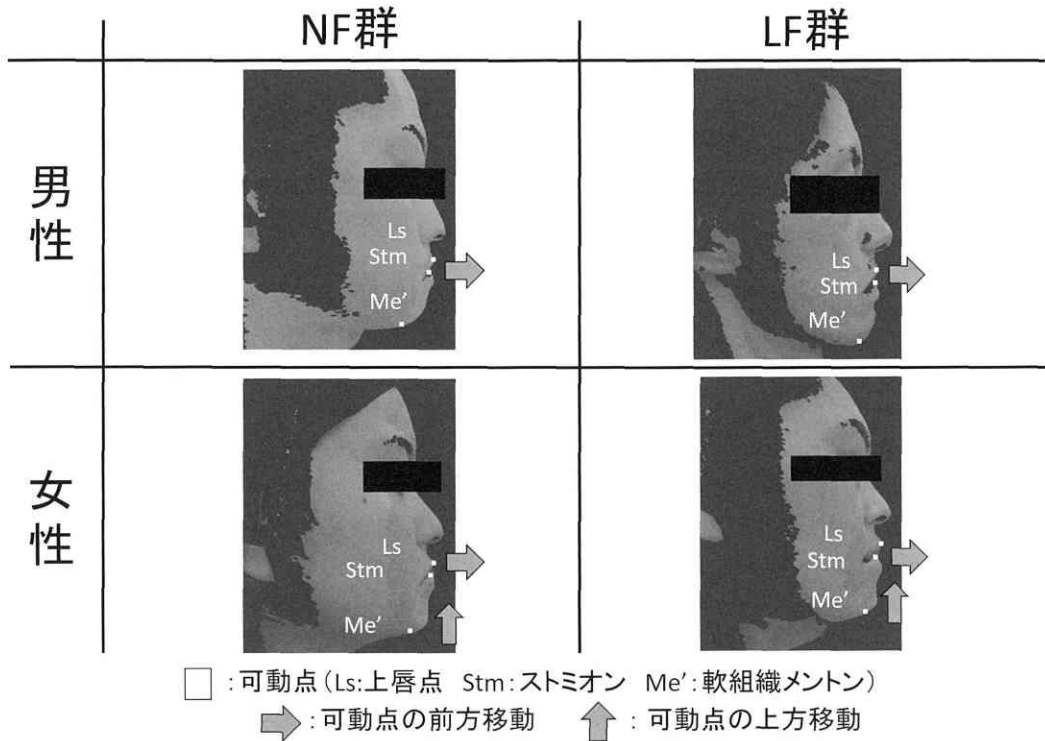 NF群
LF群
男性
Ls
Stm
Me’
Ls
Stm
Me’
女性
Ls
Stm
Me’
Ls
Stm
Me’
□:可動点(Ls:上唇点 Stm:ストミオン Me’:軟組織メントン)
:可動点の前方移動 :可動点の上方移動